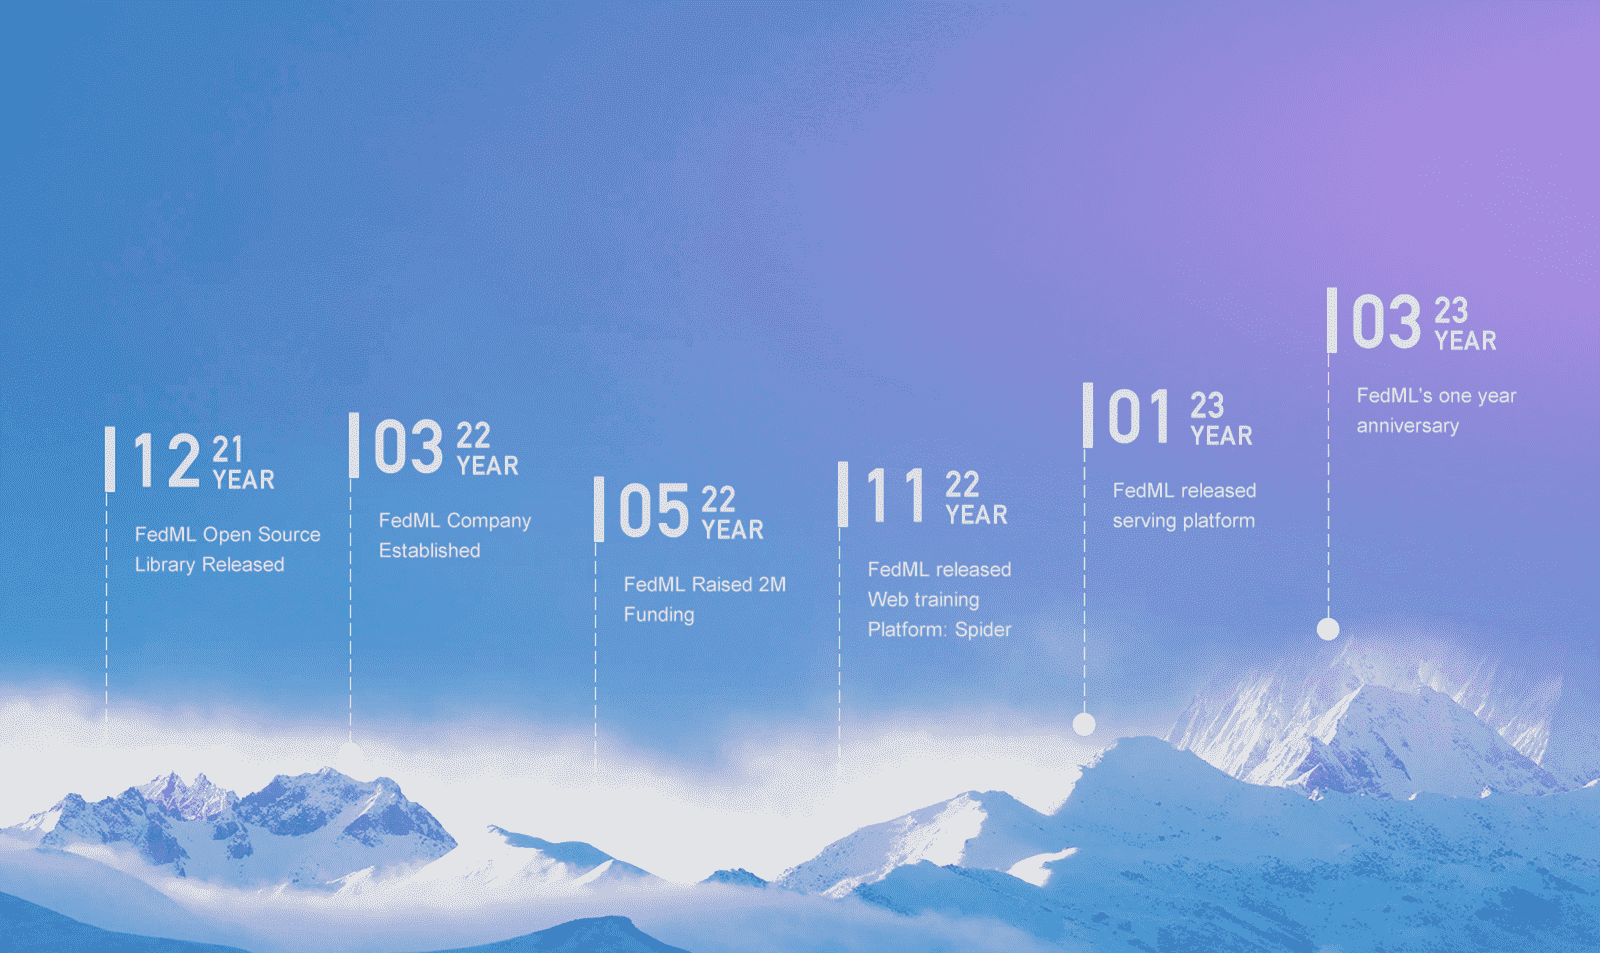 12 21
YEAR
FedML Open Source
Library Released
03 22
YEAR
FedML Company
Established
05 22
YEAR
FedML Raised 2M
Funding
11 22
YEAR
FedML released
Web training
Platform: Spider
01 23
YEAR
FedML released
serving platform
03 23
YEAR
FedML's one year
anniversary